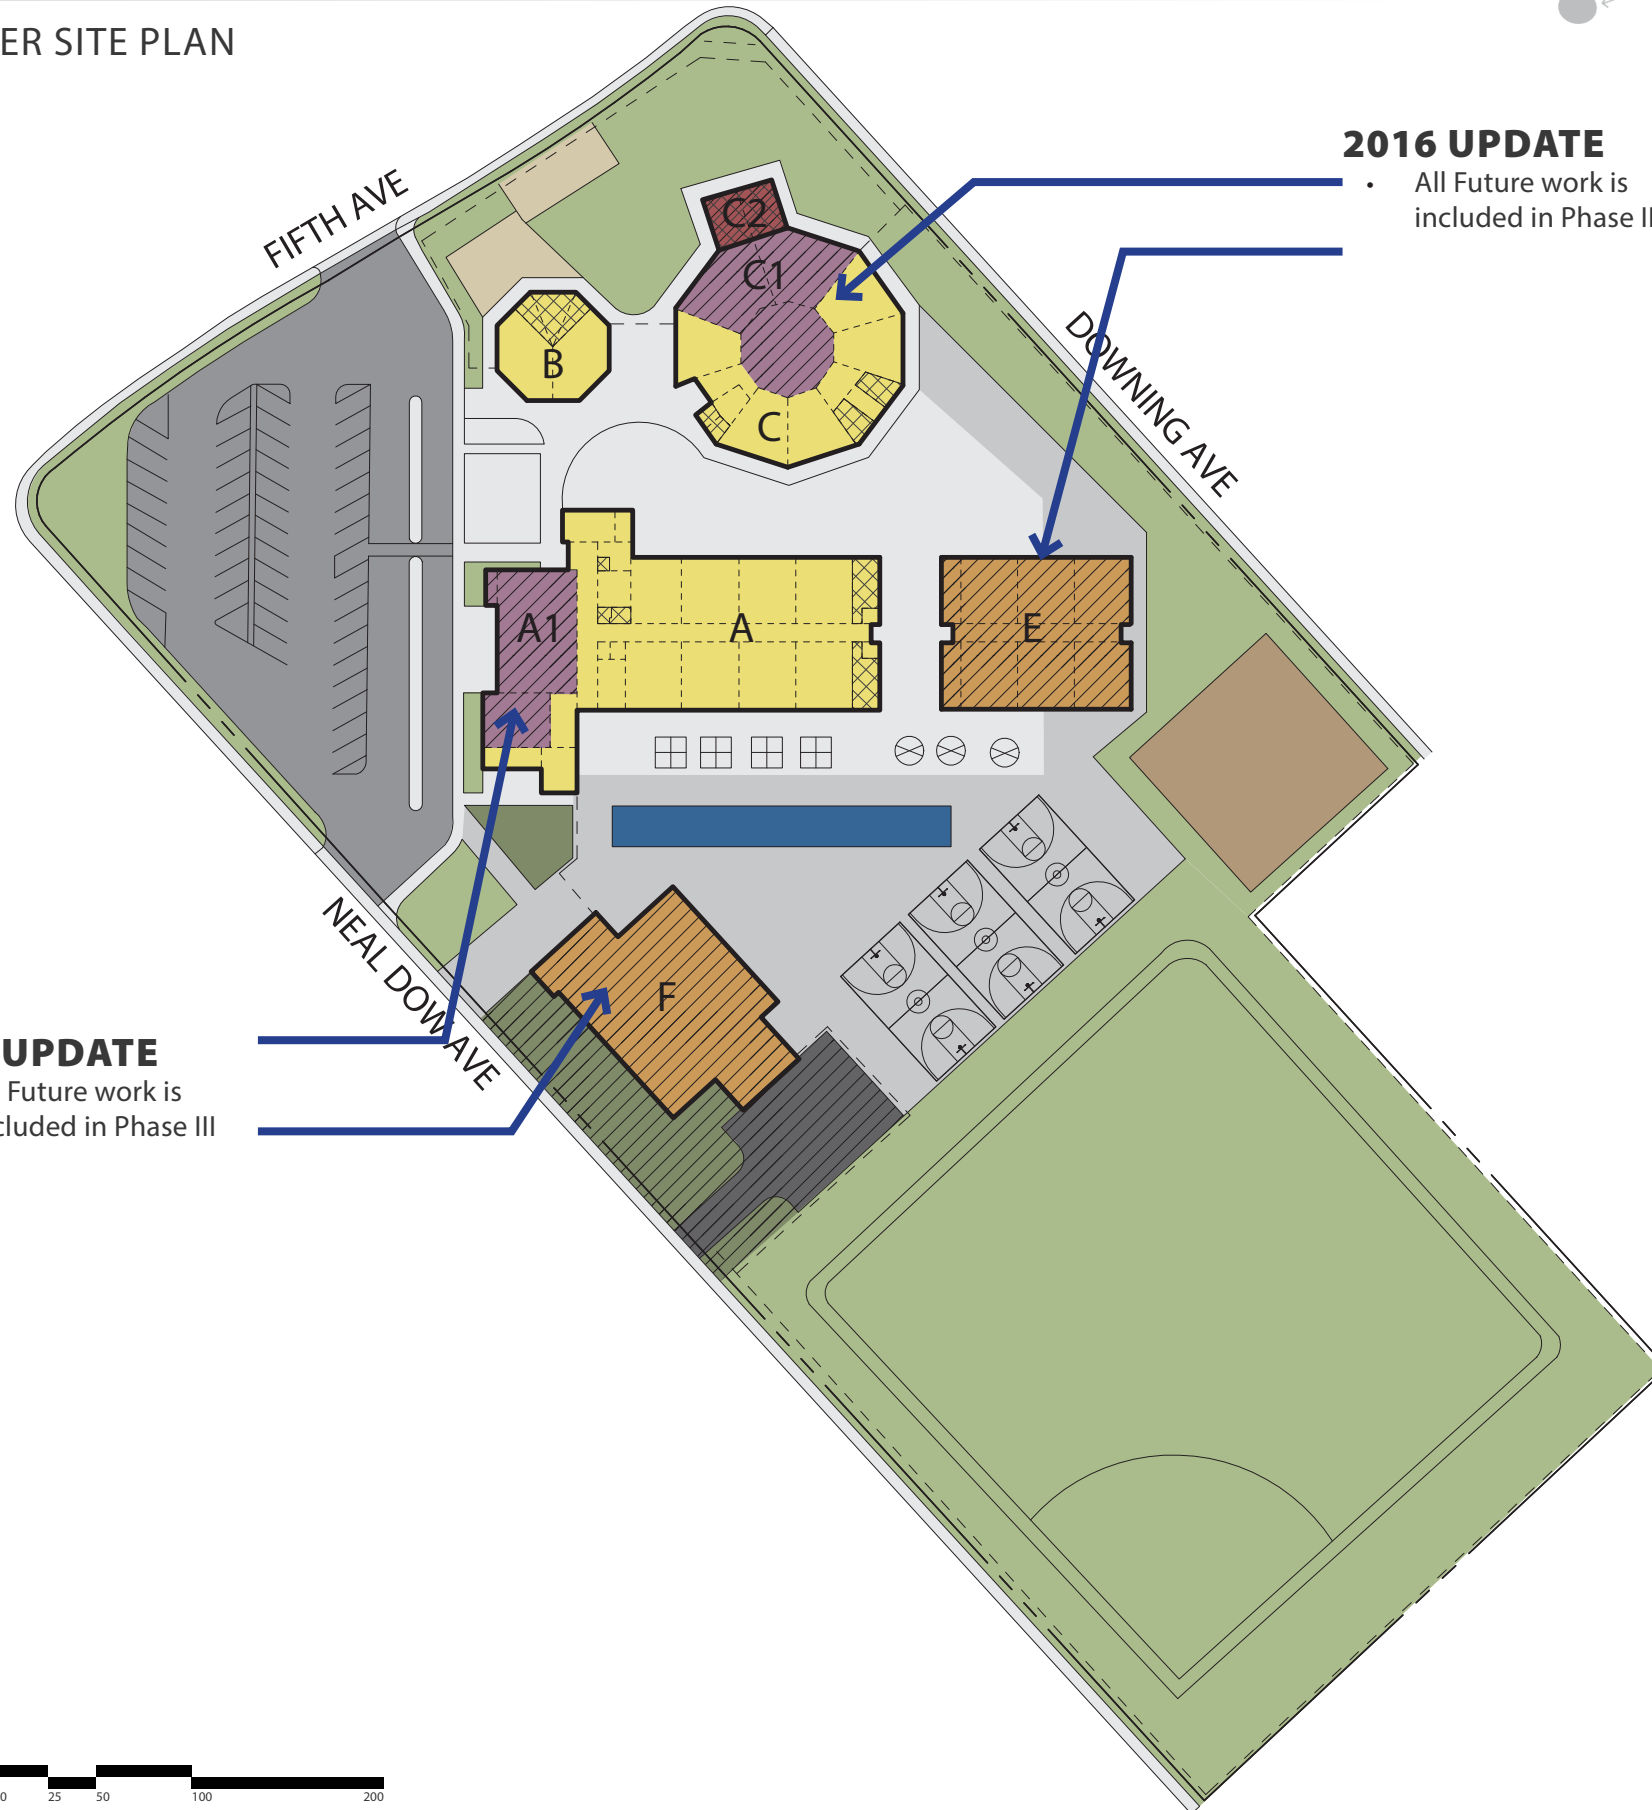 ER SITE PLAN
2016 UPDATE
• All Future work is
included in Phase II
FIFTH AVE
DOWNING AVE
C2
C1
B
C
A1
A
E
F
NEAL DOW AVE
UPDATE
Future work is
cluded in Phase III
0 25 50 100 200